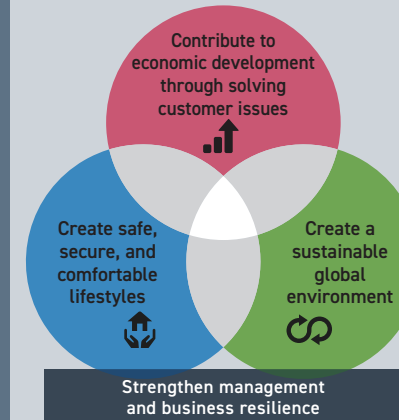 Contribute to
economic development
through solving
customer issues
Create safe,
secure, and
comfortable
lifestyles
Create a
sustainable
global
environment
Strengthen management
and business resilience